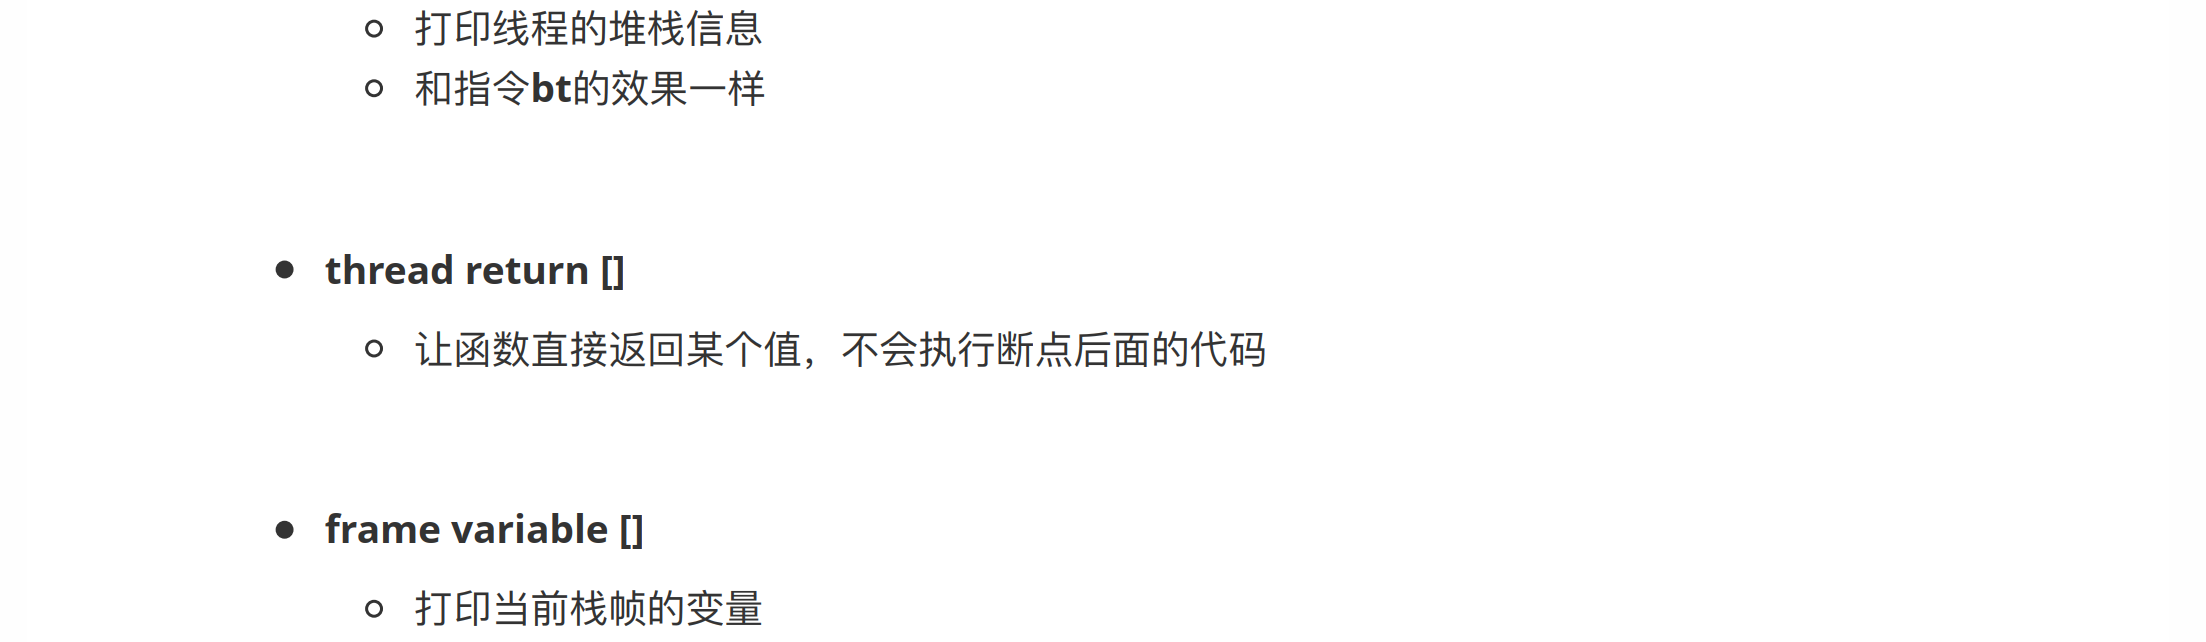 打印线程的堆栈信息
和指令bt的效果一样
thread return []
让函数直接返回某个值，不会执行断点后面的代码
frame variable []
打印当前栈帧的变量